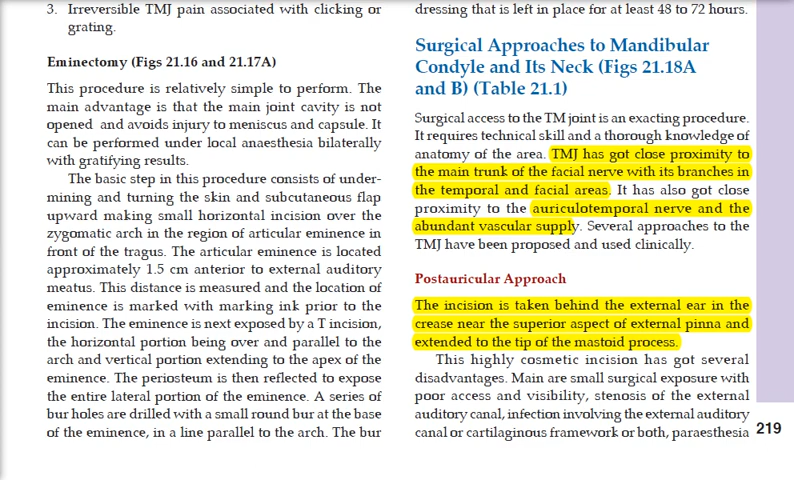 3. Irreversible TMJ pain associated with clicking or
grating.
Eminectomy (Figs 21.16 and 21.17A)
This procedure is relatively simple to perform. The
main advantage is that the main joint cavity is not
opened and avoids injury to meniscus and capsule. It
can be performed under local anaesthesia bilaterally
with gratifying results.
The basic step in this procedure consists of under-
mining and turning the skin and subcutaneous flap
upward making small horizontal incision over the
zygomatic arch in the region of articular eminence in
front of the tragus. The articular eminence is located
approximately 1.5 cm anterior to external auditory
meatus. This distance is measured and the location of
eminence is marked with marking ink prior to the
incision. The eminence is next exposed by a T incision,
the horizontal portion being over and parallel to the
arch and vertical portion extending to the apex of the
eminence. The periosteum is then reflected to expose
the entire lateral portion of the eminence. A series of
bur holes are drilled with a small round bur at the base
of the eminence, in a line parallel to the arch. The bur
dressing that is left in place for at least 48 to 72 hours.
Surgical Approaches to Mandibular
Condyle and Its Neck (Figs 21.18A
and B) (Table 21.1)
Surgical access to the TM joint is an exacting procedure.
It requires technical skill and a thorough knowledge of
anatomy of the area. TMJ has got close proximity to
the main trunk of the facial nerve with its branches in
the temporal and facial areas. It has also got close
proximity to the auriculotemporal nerve and the
abundant vascular supply. Several approaches to the
TMJ have been proposed and used clinically.
Postauricular Approach
The incision is taken behind the external ear in the
crease near the superior aspect of external pinna and
extended to the tip of the mastoid process.
This highly cosmetic incision has got several
disadvantages. Main are small surgical exposure with
poor access and visibility, stenosis of the external
auditory canal, infection involving the external auditory
canal or cartilaginous framework or both, paraesthesia
219